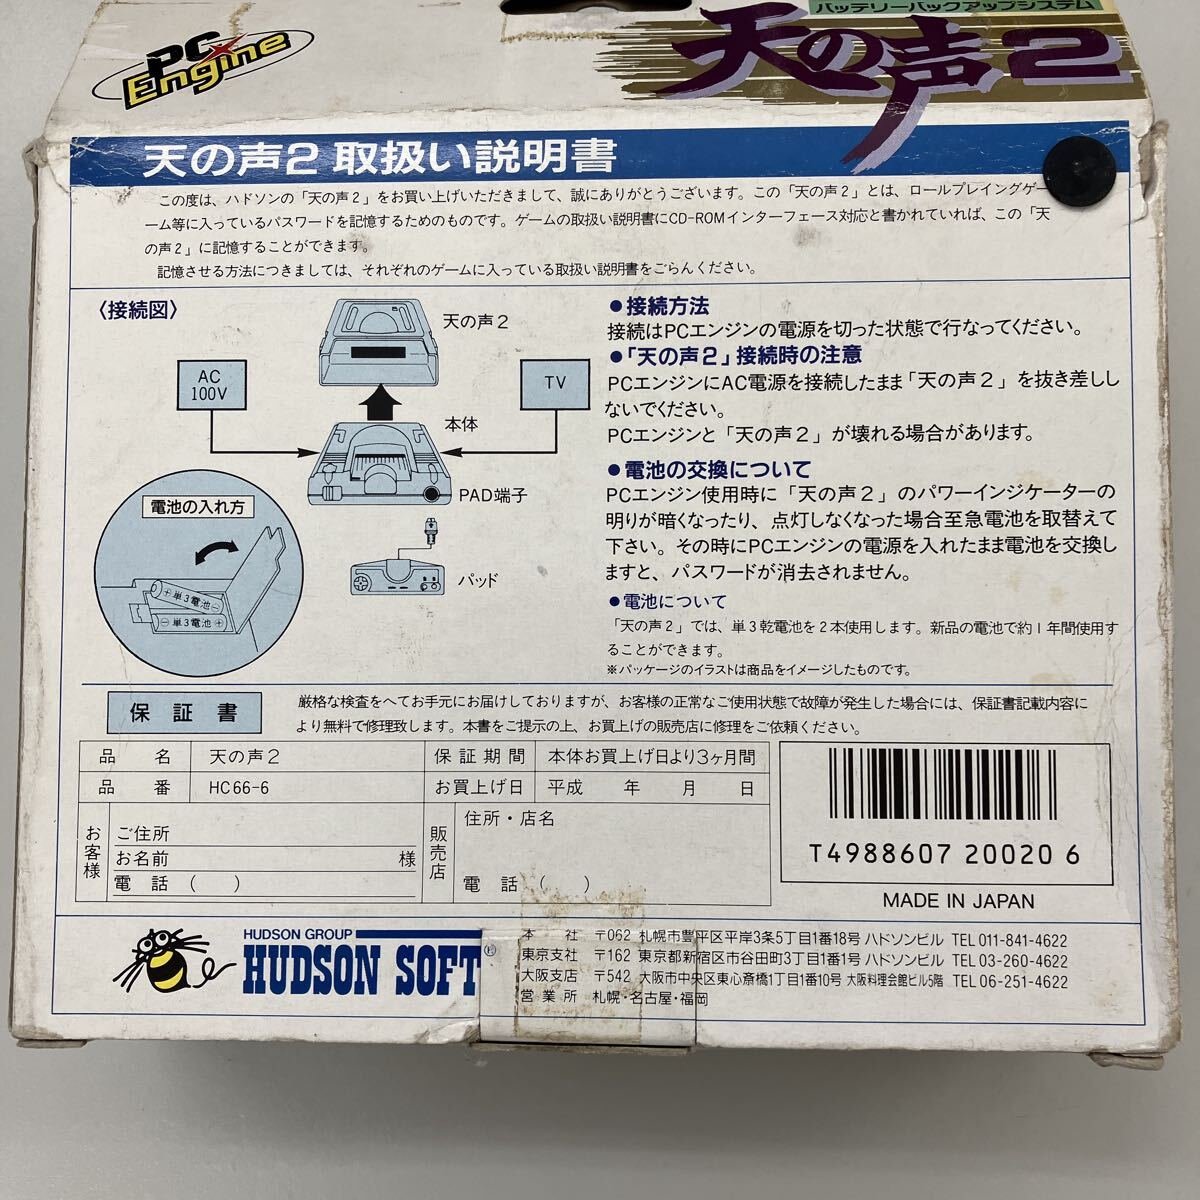 バッテリーバックアップシステム
PC Engine
天の声2
天の声2 取扱い説明書
この度は、ハドソンの「天の声2」をお買い上げいただきまして、誠にありがとうございます。この「天の声2」とは、ロールプレイングゲー
ーム等に入っているパスワードを記憶するためのものです。ゲームの取扱い説明書にCD-ROMインターフェース対応と書かれていれば、この「天
の声2」に記憶することができます。
記憶させる方法につきましては、それぞれのゲームに入っている取扱い説明書をごらんください。
〈接続図〉
天の声2
AC
100V
TV
本体
PAD端子
パッド
電池の入れ方
+ 単3電池 -
- 単3電池 +
●接続方法
接続はPCエンジンの電源を切った状態で行なってください。
●「天の声2」接続時の注意
PCエンジンにAC電源を接続したまま「天の声2」を抜き差しし
ないでください。
PCエンジンと「天の声2」が壊れる場合があります。
●電池の交換について
PCエンジン使用時に「天の声2」のパワーインジケーターの
明りが暗くなったり、点灯しなくなった場合至急電池を取替えて
下さい。その時にPCエンジンの電源を入れたまま電池を交換し
ますと、パスワードが消去されません。
●電池について
「天の声2」では、単3乾電池を2本使用します。新品の電池で約1年間使用す
ることができます。
※パッケージのイラストは商品をイメージしたものです。
保証書
厳格な検査をへてお手元にお届けしておりますが、お客様の正常なご使用状態で故障が発生した場合には、保証書記載内容に
より無料で修理致します。本書をご提示の上、お買上げの販売店に修理をご依頼ください。
品名 天の声2 保証期間 本体お買上げ日より3ヶ月間
品番 HC66-6 お買上げ日 平成 年 月 日
お客様 ご住所
お名前 様
電話 ( )
販売店 住所・店名
電話 ( )
T4988607 20020 6
MADE IN JAPAN
HUDSON GROUP
HUDSON SOFT®
本社 〒062 札幌市豊平区平岸3条5丁目1番18号 ハドソンビル TEL 011-841-4622
東京支店 〒162 東京都新宿区市谷田町3丁目1番1号 ハドソンビル TEL 03-260-4622
大阪支店 〒542 大阪市中央区東心斎橋1丁目1番10号 大阪料理会館ビル5階 TEL 06-251-4622
営業所 札幌・名古屋・福岡